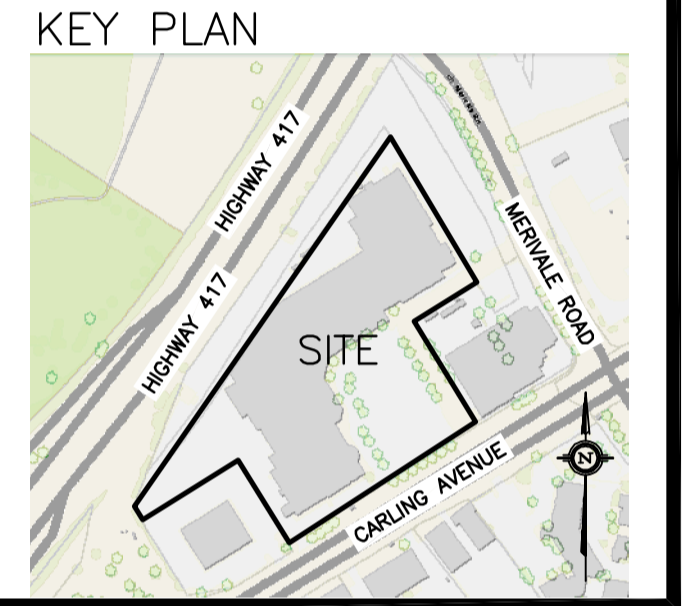 KEY PLAN
HIGHWAY 417
HIGHWAY 417
MERIVALE ROAD
SITE
CARLING AVENUE
N